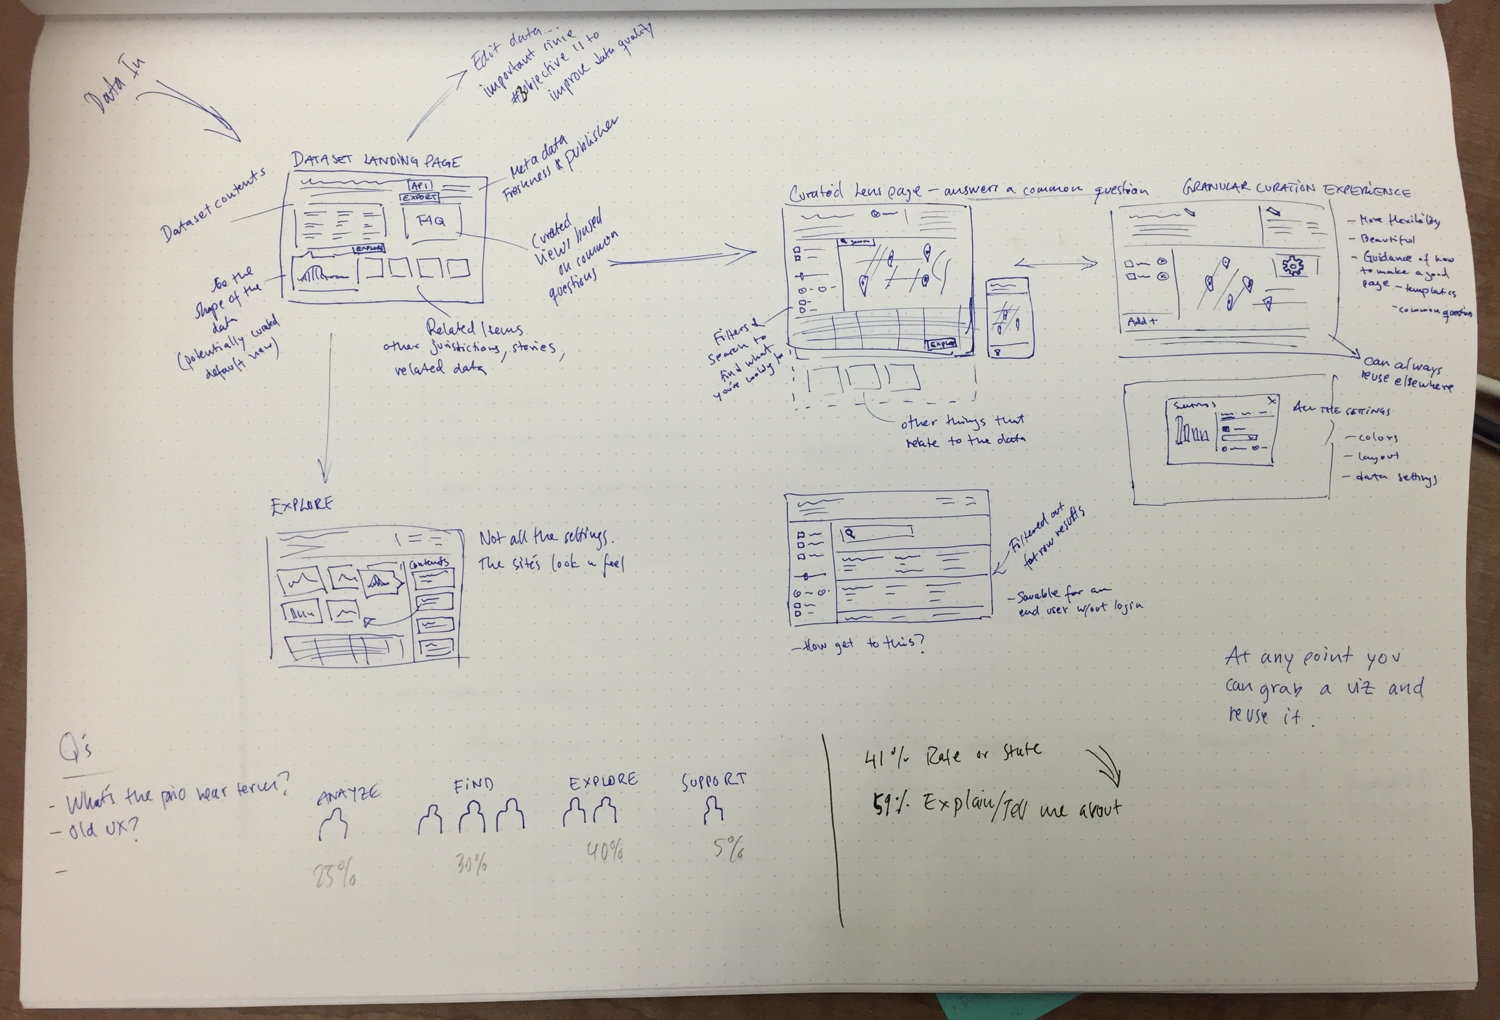 Data In
Edit data...
important since
#3 objective is to
improve data quality
DATASET LANDING PAGE
Meta data
Freshness & publisher
API
EXPORT
FAQ
EXPLORE
Dataset contents
See the
shape of the
data
(potentially curated
default view)
Curated
views based
on common
questions
Related Items
other jurisdictions, stories,
related data
Curated Lens page - answers a common question
Filters &
search to
find what
you're looking for
EXPLORE
other things that
relate to the data
GRANULAR CURATION EXPERIENCE
Add +
- More flexibility
- Beautiful
- Guidance of how
to make a good
page - templates
- common question
can always
reuse elsewhere
Settings
X
ALL THE SETTINGS
- colors
- layout
- data settings
EXPLORE
Contents
Not all the settings.
The site's look n feel
Filtered out
for row results
- Savable for an
end user w/out login
- How get to this?
At any point you
can grab a viz and
reuse it.
Q's
- What's the near term?
- Old UX?
-
ANAYZE
FIND
EXPLORE
SUPPORT
25%
30%
40%
5%
41% Rate or State
59% Explain/Tell me about